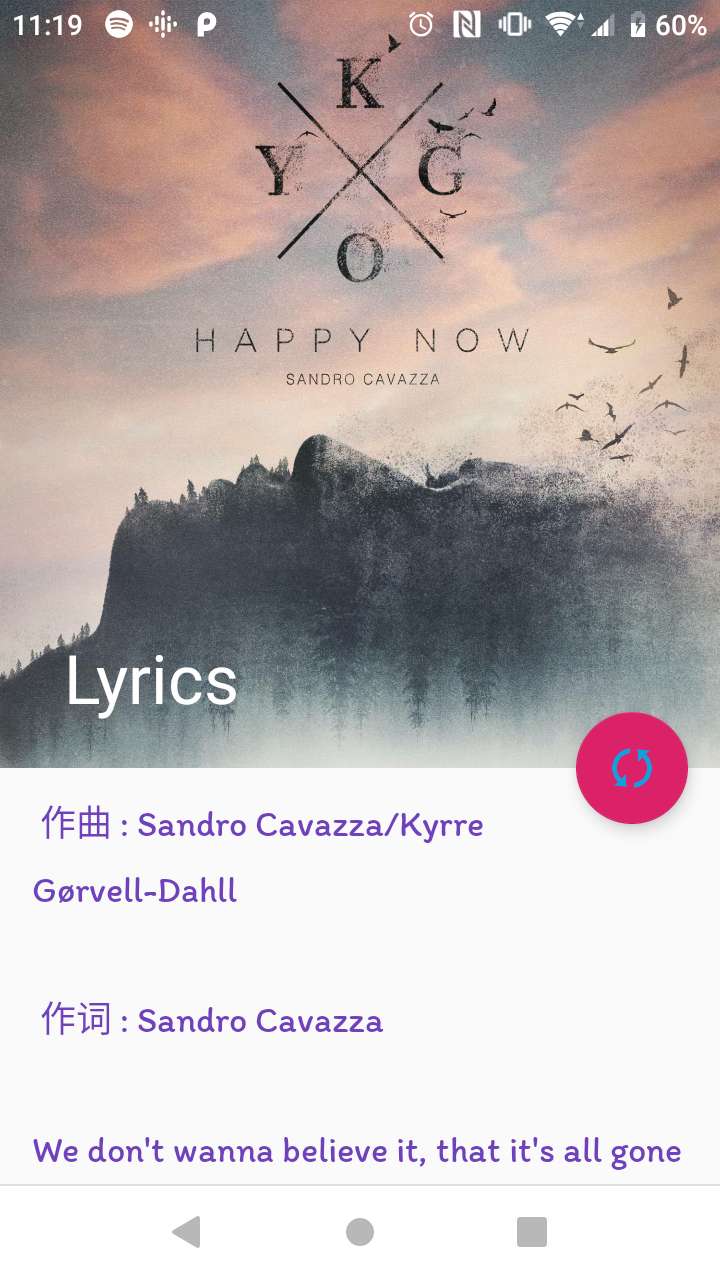 11:19
60%
K
Y G
O
HAPPY NOW
SANDRO CAVAZZA
Lyrics
作曲 : Sandro Cavazza/Kyrre
Gørvell-Dahll
作词 : Sandro Cavazza
We don't wanna believe it, that it's all gone